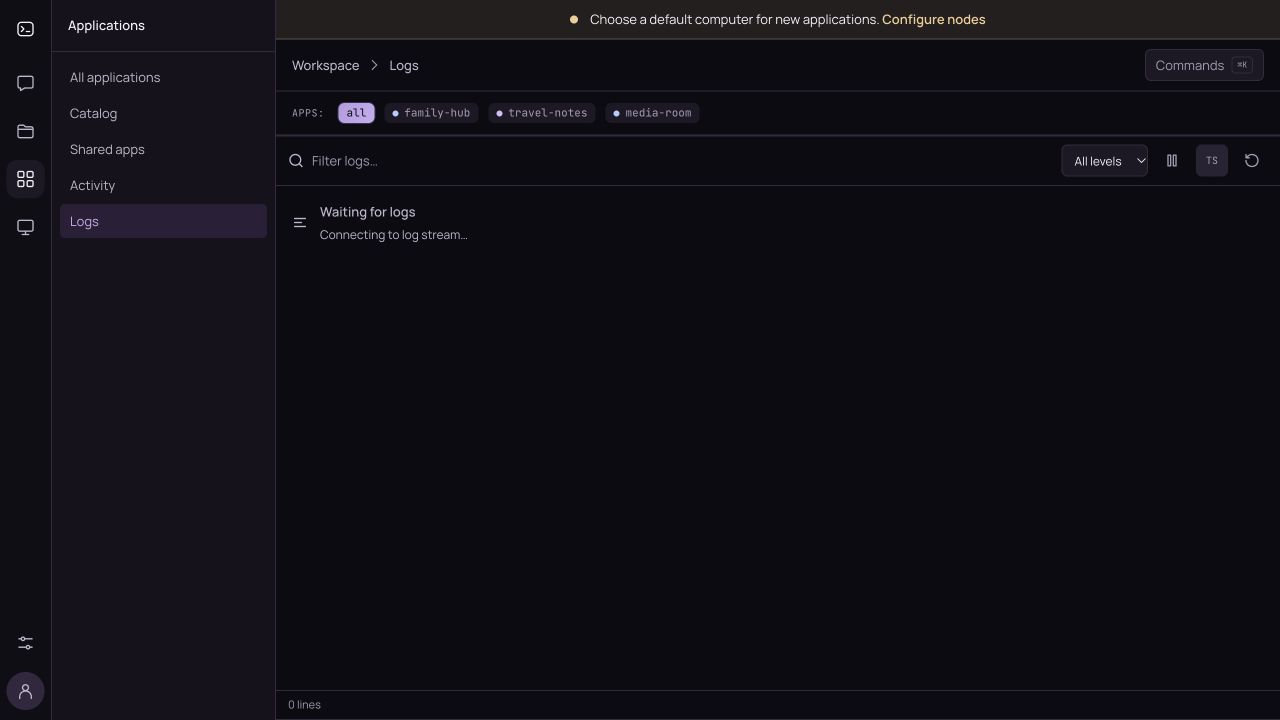 Applications
All applications
Catalog
Shared apps
Activity
Logs
Choose a default computer for new applications. Configure nodes
Workspace Logs
Commands ⌘K
APPS: all family-hub travel-notes media-room
Filter logs…
All levels
TS
Waiting for logs
Connecting to log stream…
0 lines